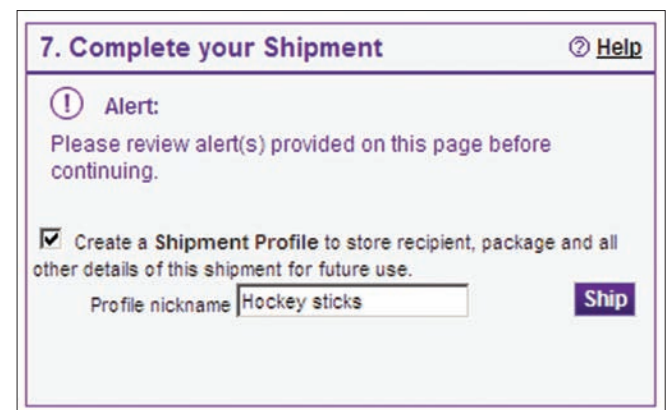 7. Complete your Shipment
? Help
! Alert:
Please review alert(s) provided on this page before
continuing.
Create a Shipment Profile to store recipient, package and all
other details of this shipment for future use.
Profile nickname Hockey sticks
Ship